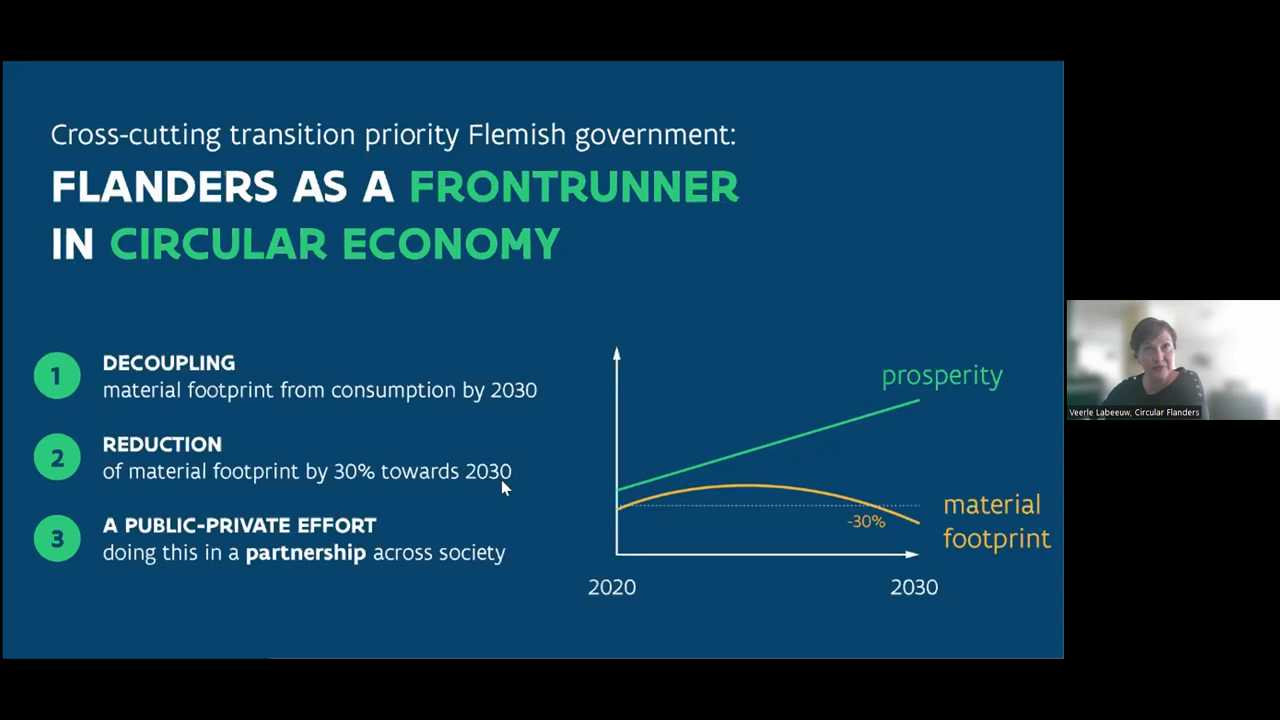 Cross-cutting transition priority Flemish government:
FLANDERS AS A FRONTRUNNER
IN CIRCULAR ECONOMY
1
DECOUPLING
material footprint from consumption by 2030
2
REDUCTION
of material footprint by 30% towards 2030
3
A PUBLIC-PRIVATE EFFORT
doing this in a partnership across society
prosperity
material
footprint
-30%
2020
2030
Veerle Labeeuw, Circular Flanders